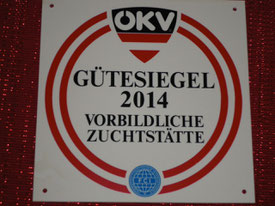 ÖKV
GÜTESIEGEL
2014
VORBILDLICHE
ZUCHTSTÄTTE